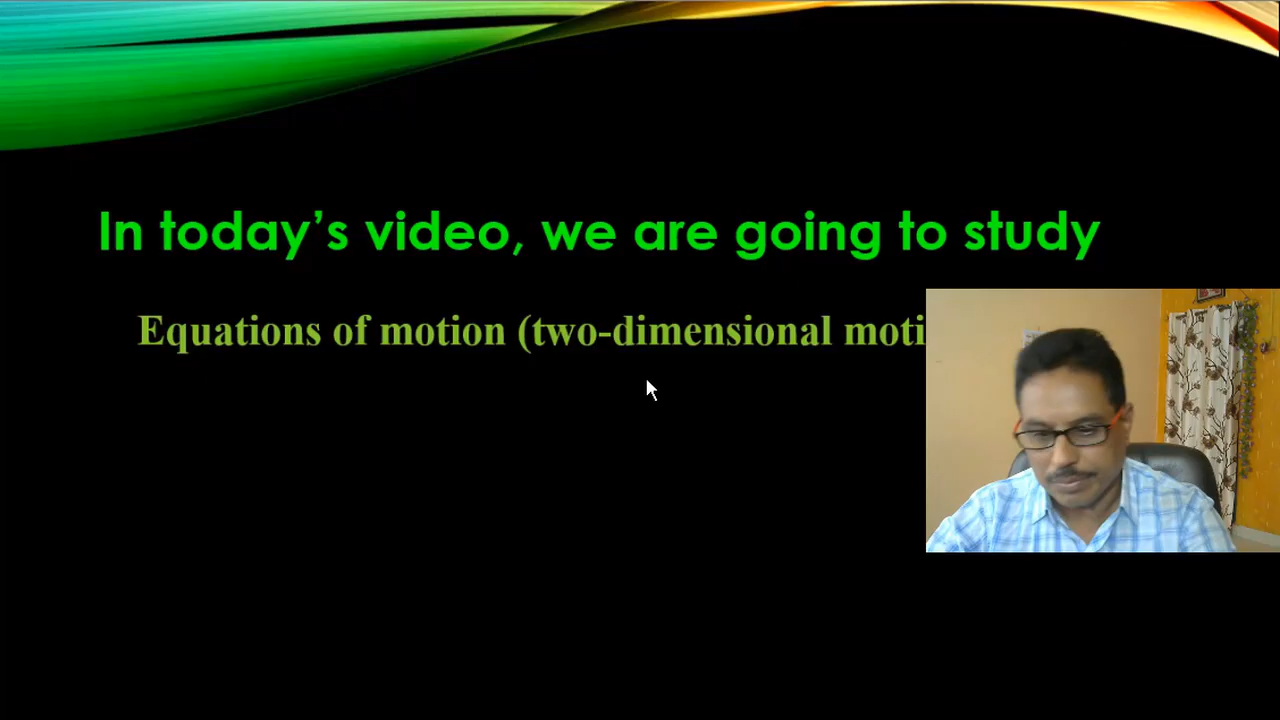 In today’s video, we are going to study
Equations of motion (two-dimensional moti